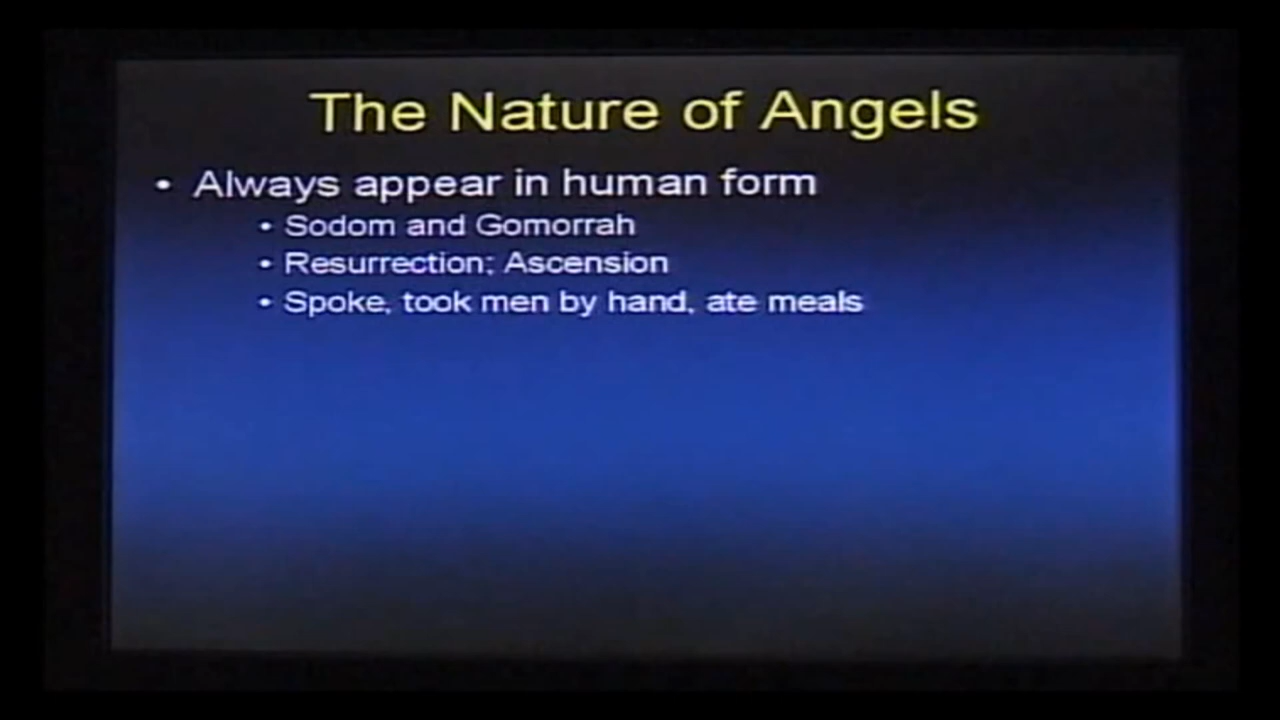 The Nature of Angels
• Always appear in human form
• Sodom and Gomorrah
• Resurrection; Ascension
• Spoke, took men by hand, ate meals